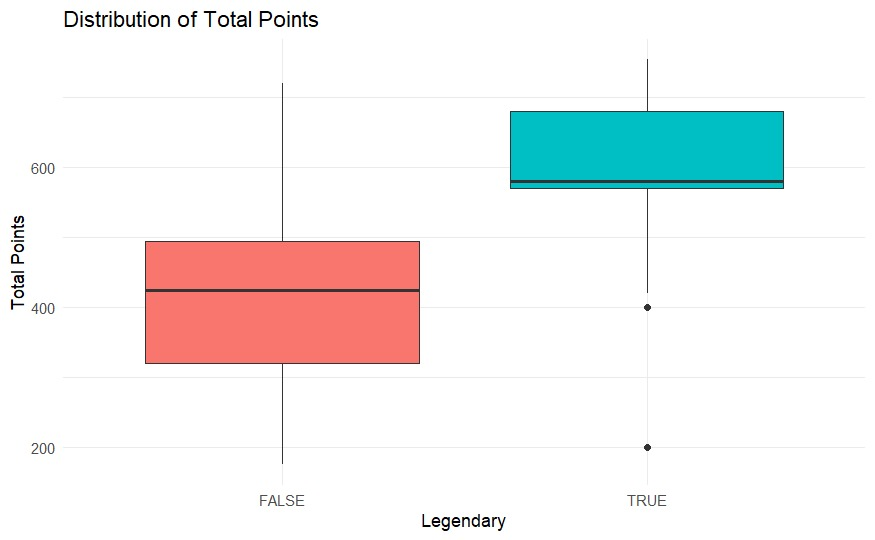 Distribution of Total Points
Total Points
600
400
200
FALSE
TRUE
Legendary